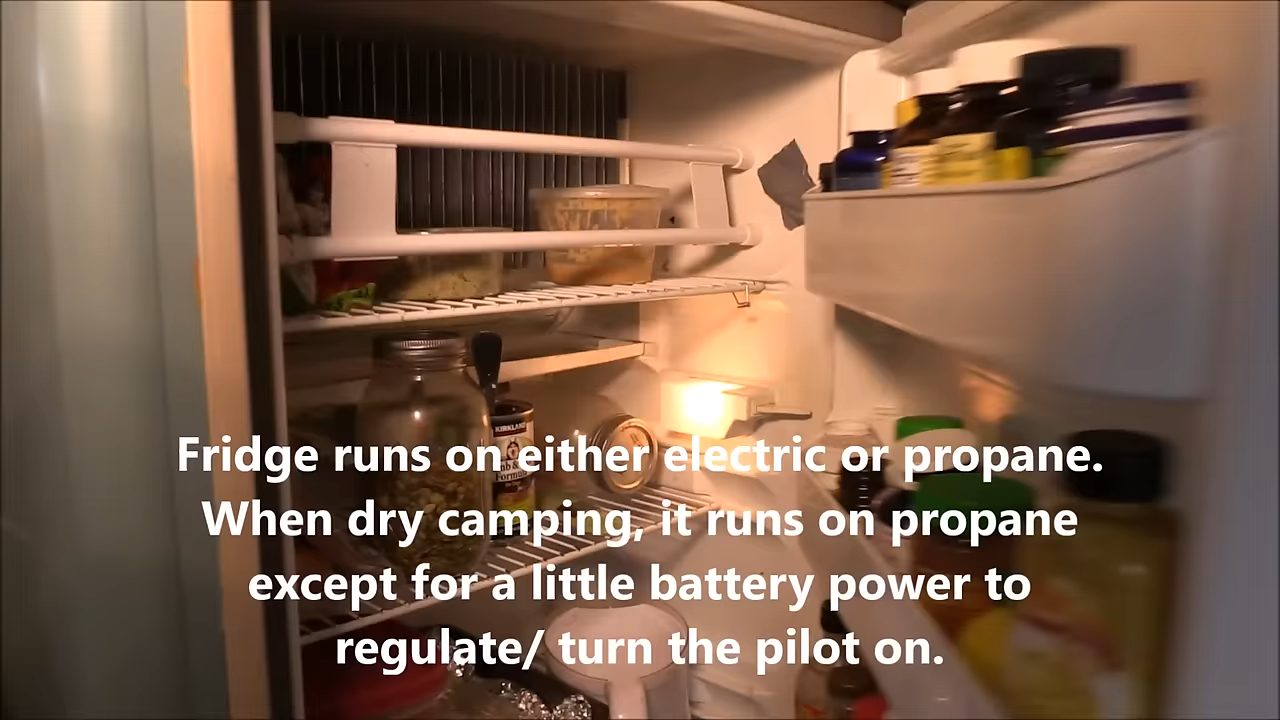 KIRKLAND
Formula
Fridge runs on either electric or propane.
When dry camping, it runs on propane
except for a little battery power to
regulate/ turn the pilot on.